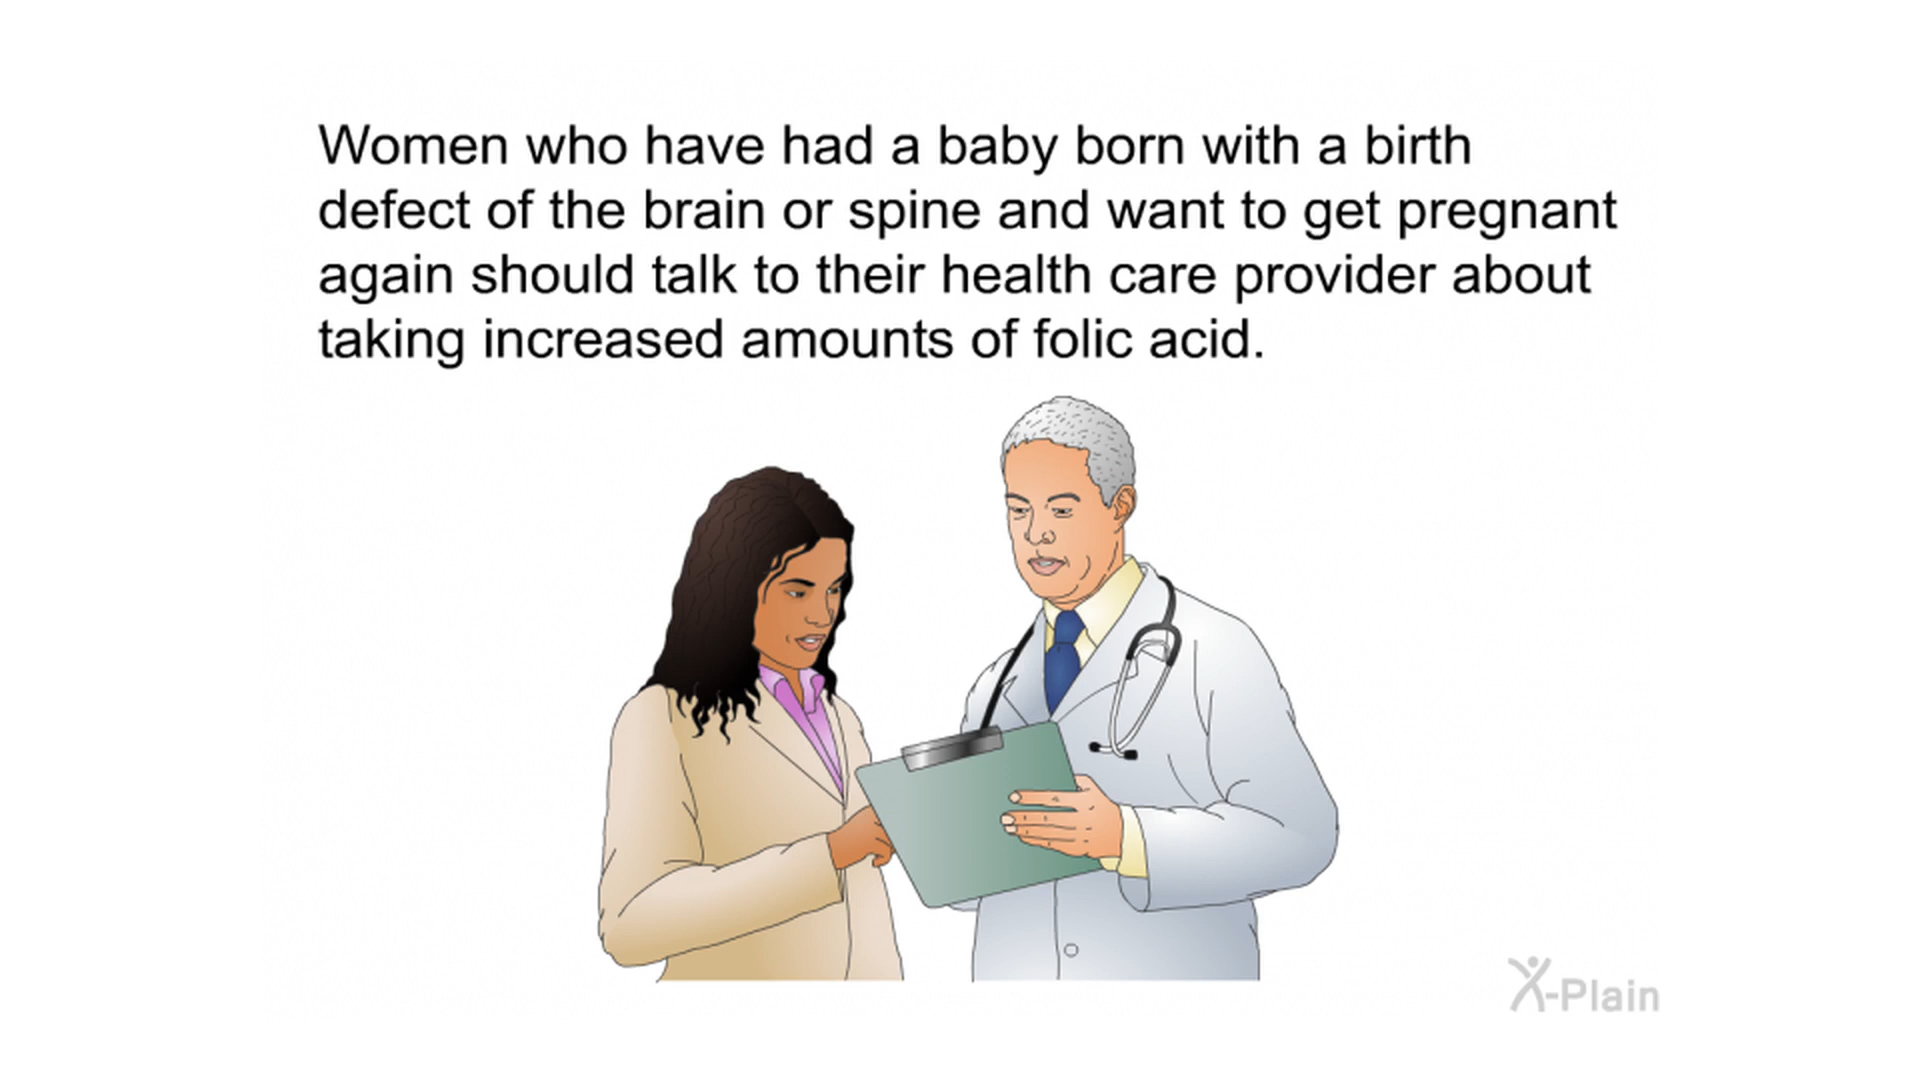 Women who have had a baby born with a birth
defect of the brain or spine and want to get pregnant
again should talk to their health care provider about
taking increased amounts of folic acid.
X-Plain